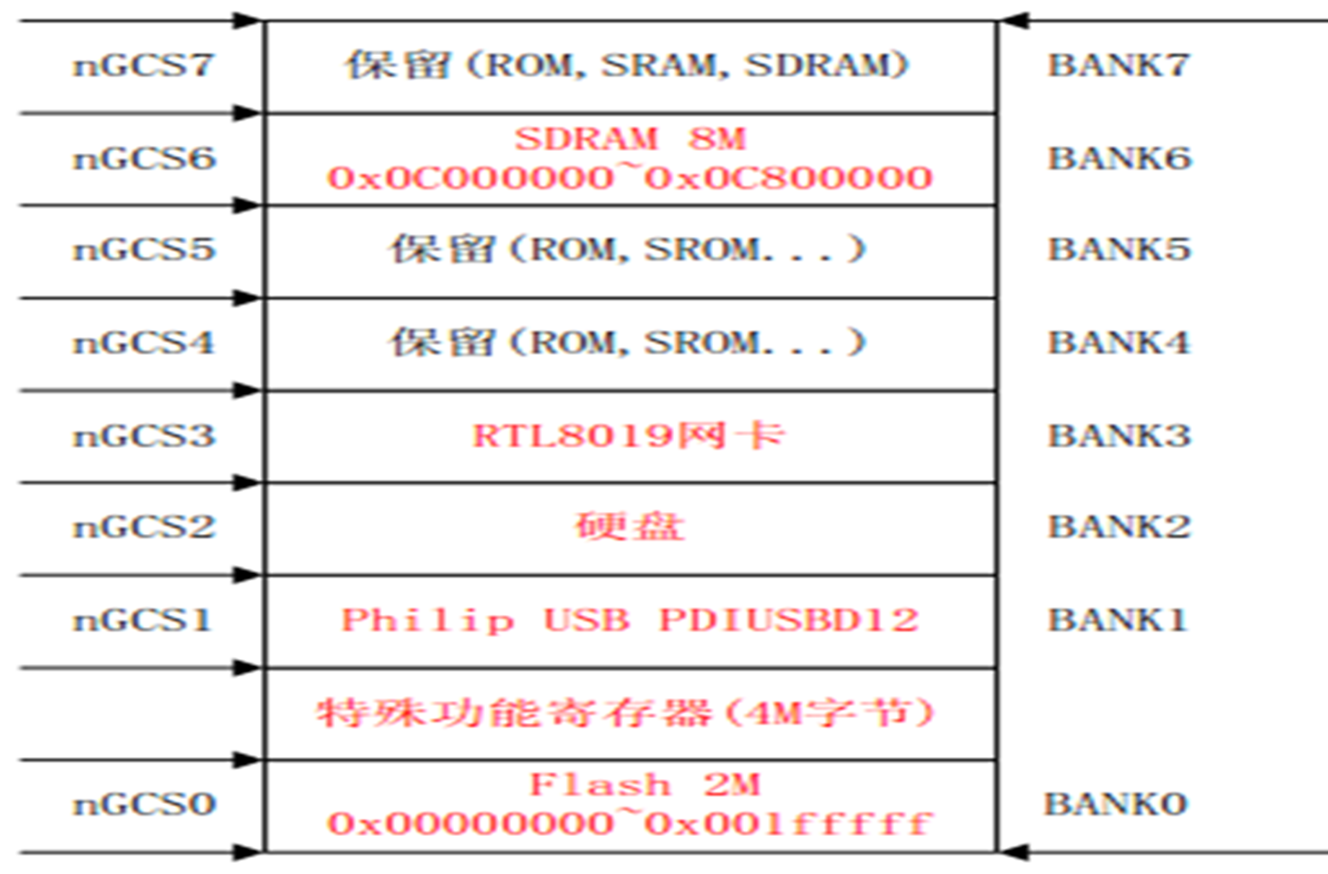 nGCS7 保留(ROM, SRAM, SDRAM) BANK7
SDRAM 8M
nGCS6 0x0C000000~0x0C800000 BANK6
nGCS5 保留(ROM, SROM...) BANK5
nGCS4 保留(ROM, SROM...) BANK4
nGCS3 RTL8019网卡 BANK3
nGCS2 硬盘 BANK2
nGCS1 Philip USB PDIUSBD12 BANK1
特殊功能寄存器(4M字节)
Flash 2M
nGCS0 0x00000000~0x001fffff BANK0